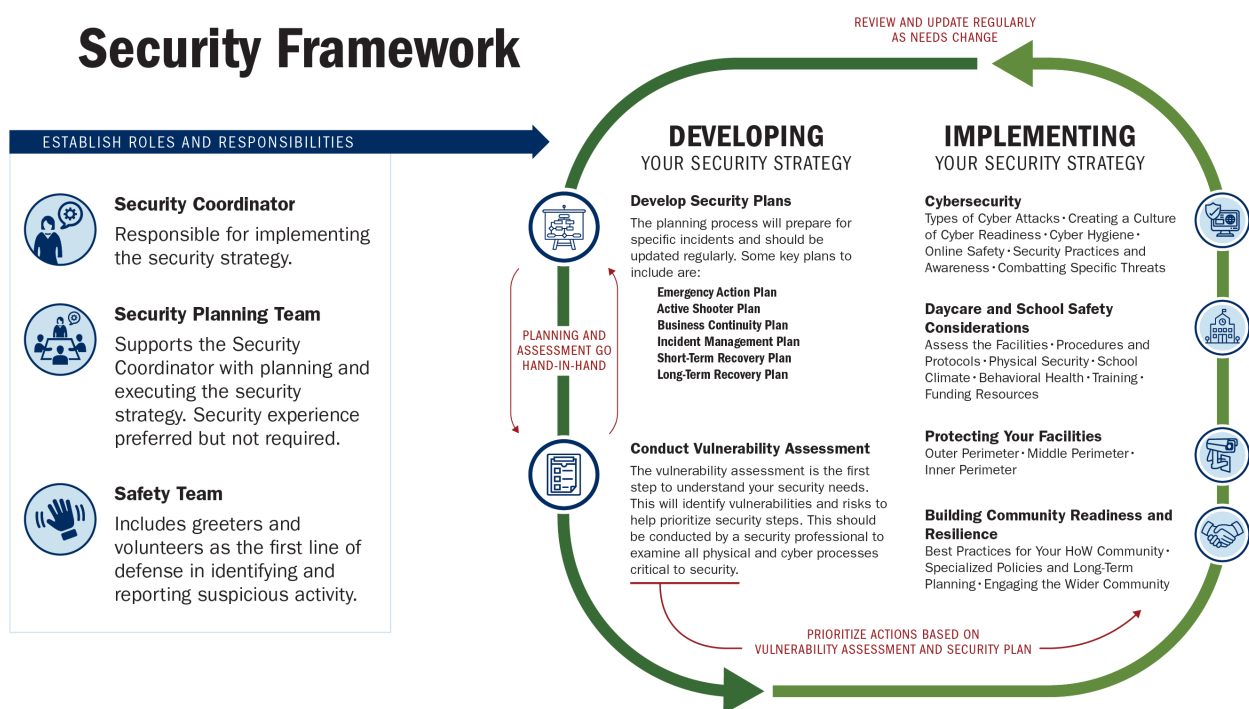 Security Framework
ESTABLISH ROLES AND RESPONSIBILITIES
Security Coordinator
Responsible for implementing
the security strategy.
Security Planning Team
Supports the Security
Coordinator with planning and
executing the security
strategy. Security experience
preferred but not required.
Safety Team
Includes greeters and
volunteers as the first line of
defense in identifying and
reporting suspicious activity.
REVIEW AND UPDATE REGULARLY
AS NEEDS CHANGE
DEVELOPING
YOUR SECURITY STRATEGY
Develop Security Plans
The planning process will prepare for
specific incidents and should be
updated regularly. Some key plans to
include are:
Emergency Action Plan
Active Shooter Plan
Business Continuity Plan
Incident Management Plan
Short-Term Recovery Plan
Long-Term Recovery Plan
PLANNING AND
ASSESSMENT GO
HAND-IN-HAND
Conduct Vulnerability Assessment
The vulnerability assessment is the first
step to understand your security needs.
This will identify vulnerabilities and risks to
help prioritize security steps. This should
be conducted by a security professional to
examine all physical and cyber processes
critical to security.
IMPLEMENTING
YOUR SECURITY STRATEGY
Cybersecurity
Types of Cyber Attacks • Creating a Culture
of Cyber Readiness • Cyber Hygiene •
Online Safety • Security Practices and
Awareness • Combatting Specific Threats
Daycare and School Safety
Considerations
Assess the Facilities • Procedures and
Protocols • Physical Security • School
Climate • Behavioral Health • Training •
Funding Resources
Protecting Your Facilities
Outer Perimeter • Middle Perimeter •
Inner Perimeter
Building Community Readiness and
Resilience
Best Practices for Your HoW Community •
Specialized Policies and Long-Term
Planning • Engaging the Wider Community
PRIORITIZE ACTIONS BASED ON
VULNERABILITY ASSESSMENT AND SECURITY PLAN